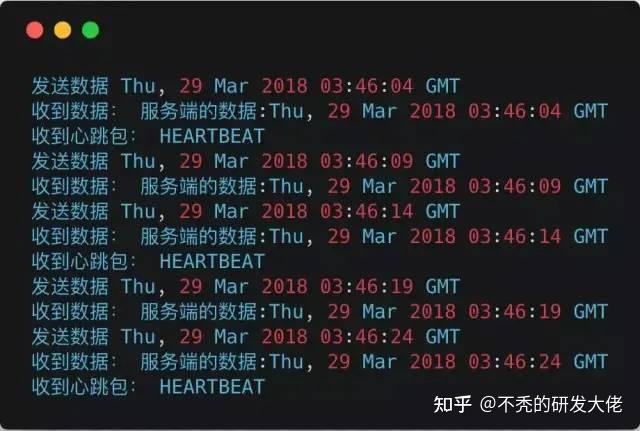 发送数据 Thu, 29 Mar 2018 03:46:04 GMT
收到数据： 服务端的数据:Thu, 29 Mar 2018 03:46:04 GMT
收到心跳包： HEARTBEAT
发送数据 Thu, 29 Mar 2018 03:46:09 GMT
收到数据： 服务端的数据:Thu, 29 Mar 2018 03:46:09 GMT
发送数据 Thu, 29 Mar 2018 03:46:14 GMT
收到数据： 服务端的数据:Thu, 29 Mar 2018 03:46:14 GMT
收到心跳包： HEARTBEAT
发送数据 Thu, 29 Mar 2018 03:46:19 GMT
收到数据： 服务端的数据:Thu, 29 Mar 2018 03:46:19 GMT
发送数据 Thu, 29 Mar 2018 03:46:24 GMT
收到数据： 服务端的数据:Thu, 29 Mar 2018 03:46:24 GMT
收到心跳包： HEARTBEAT
知乎 @不秃的研发大佬